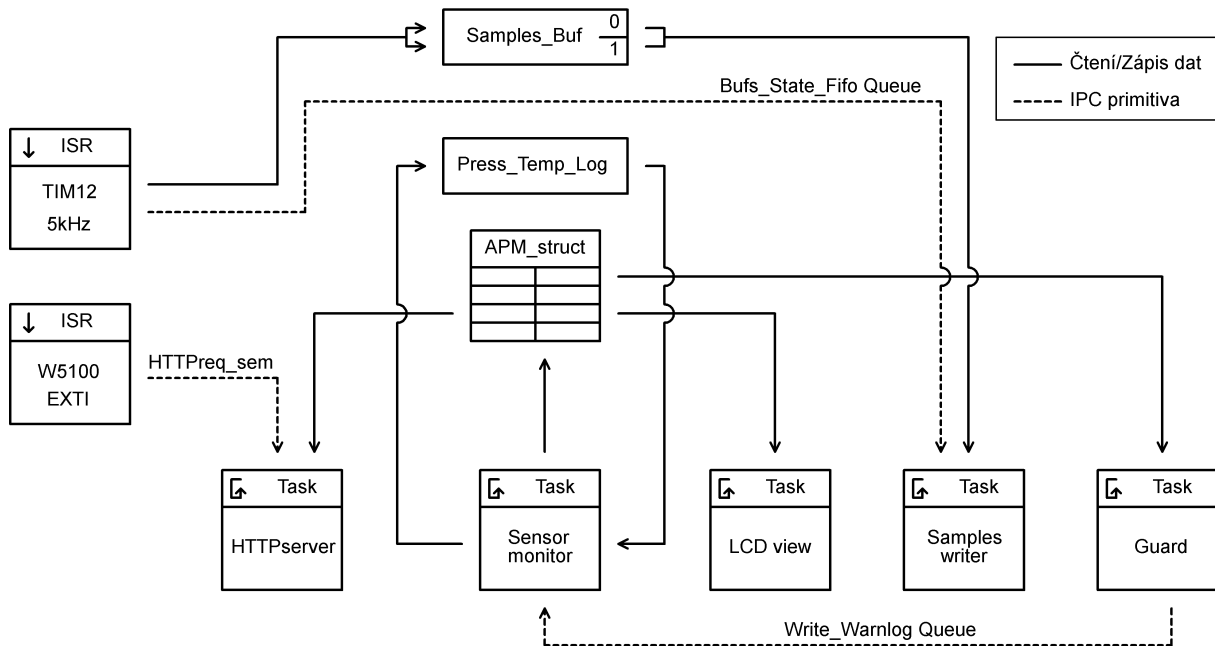 Samples_Buf
0
1
Čtení/Zápis dat
IPC primitiva
Bufs_State_Fifo Queue
ISR
TIM12
5kHz
Press_Temp_Log
APM_struct
ISR
W5100
EXTI
HTTPreq_sem
Task
HTTPserver
Task
Sensor
monitor
Task
LCD view
Task
Samples
writer
Task
Guard
Write_Warnlog Queue